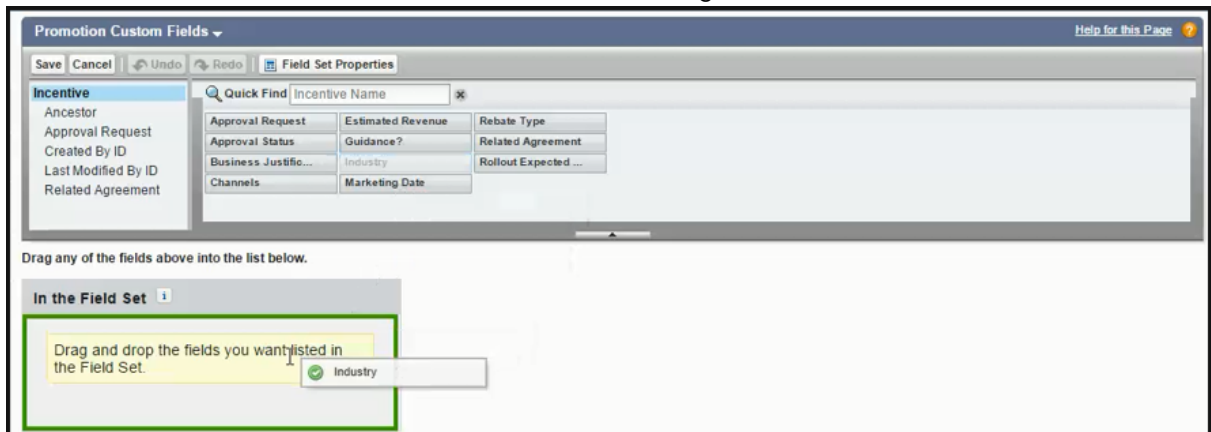 Promotion Custom Fields
Help for this Page
Save Cancel Undo Redo Field Set Properties
Incentive
Ancestor
Approval Request
Created By ID
Last Modified By ID
Related Agreement
Quick Find Incentive Name
Approval Request Estimated Revenue Rebate Type
Approval Status Guidance? Related Agreement
Business Justific... Industry Rollout Expected ...
Channels Marketing Date
Drag any of the fields above into the list below.
In the Field Set i
Drag and drop the fields you want listed in
the Field Set.
Industry